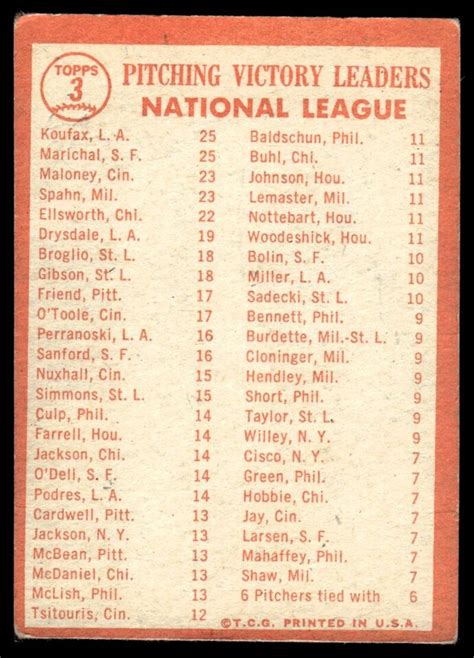 TOPPS
3
PITCHING VICTORY LEADERS
NATIONAL LEAGUE
Koufax, L. A. 25
Marichal, S. F. 25
Maloney, Cin. 23
Spahn, Mil. 23
Ellsworth, Chi. 22
Drysdale, L. A. 19
Broglio, St. L. 18
Gibson, St. L. 18
Friend, Pitt. 17
O'Toole, Cin. 17
Perranoski, L. A. 16
Sanford, S. F. 16
Nuxhall, Cin. 15
Simmons, St. L. 15
Culp, Phil. 14
Farrell, Hou. 14
Jackson, Chi. 14
O'Dell, S. F. 14
Podres, L. A. 14
Cardwell, Pitt. 13
Jackson, N. Y. 13
McBean, Pitt. 13
McDaniel, Chi. 13
McLish, Phil. 13
Tsitouris, Cin. 12
Baldschun, Phil. 11
Buhl, Chi. 11
Johnson, Hou. 11
Lemaster, Mil. 11
Nottebart, Hou. 11
Woodeshick, Hou. 11
Bolin, S. F. 10
Miller, L. A. 10
Sadecki, St. L. 10
Bennett, Phil. 9
Burdette, Mil.-St. L. 9
Cloninger, Mil. 9
Hendley, Mil. 9
Short, Phil. 9
Taylor, St. L. 9
Willey, N. Y. 9
Cisco, N. Y. 7
Green, Phil. 7
Hobbie, Chi. 7
Jay, Cin. 7
Larsen, S. F. 7
Mahaffey, Phil. 7
Shaw, Mil. 7
6 Pitchers tied with 6
©T.C.G. PRINTED IN U.S.A.